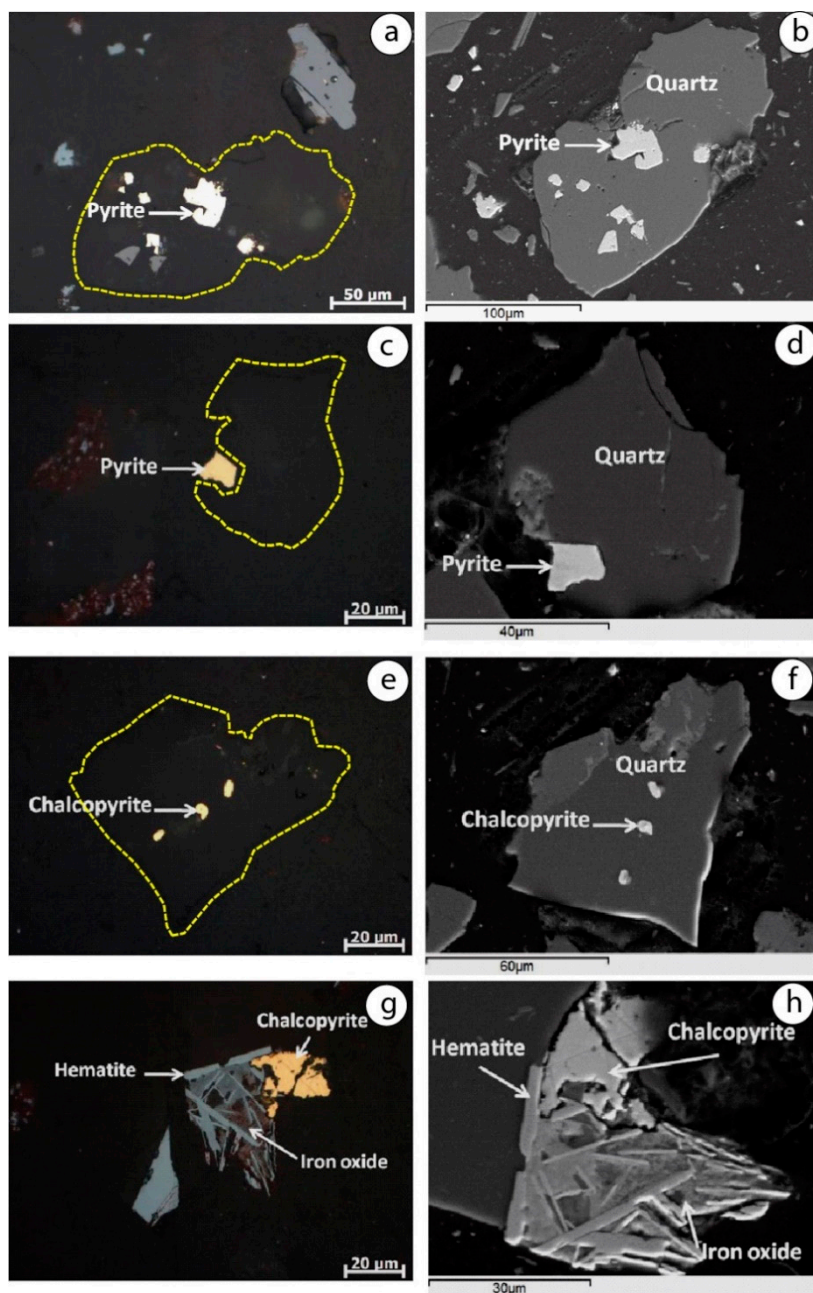 a
Pyrite
50 µm
b
Quartz
Pyrite
100µm
c
Pyrite
20 µm
d
Quartz
Pyrite
40µm
e
Chalcopyrite
20 µm
f
Quartz
Chalcopyrite
60µm
g
Chalcopyrite
Hematite
Iron oxide
20 µm
h
Chalcopyrite
Hematite
Iron oxide
30µm